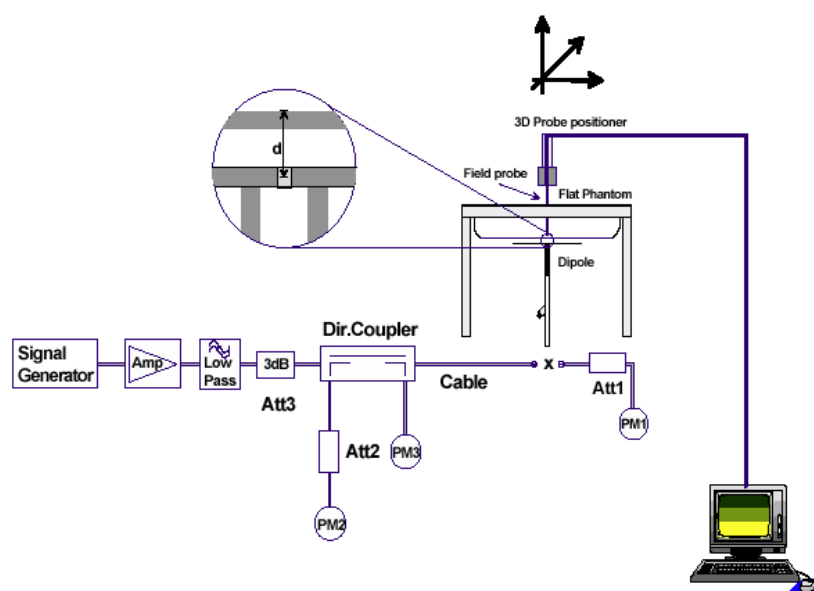 3D Probe positioner
d
Field probe
Flat Phantom
Dipole
Dir.Coupler
Signal
Generator
Amp
Low
Pass
3dB
Att3
Cable
x
Att1
PM1
Att2
PM3
PM2